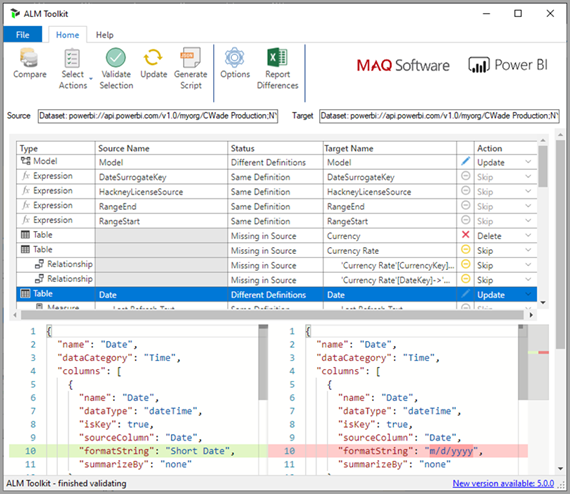 ALM Toolkit
File Home Help
Compare Select Actions Validate Selection Update Generate Script Options Report Differences
MAQ Software Power BI
Source Dataset: powerbi://api.powerbi.com/v1.0/myorg/CWade Production;N Target Dataset: powerbi://api.powerbi.com/v1.0/myorg/CWade Production;N
Type Source Name Status Target Name Action
Model Model Different Definitions Model Update
fx Expression DateSurrogateKey Same Definition DateSurrogateKey Skip
fx Expression HackneyLicenseSource Same Definition HackneyLicenseSource Skip
fx Expression RangeEnd Same Definition RangeEnd Skip
fx Expression RangeStart Same Definition RangeStart Skip
Table Missing in Source Currency Delete
Table Missing in Source Currency Rate Skip
Relationship Missing in Source 'Currency Rate'[CurrencyKey]... Skip
Relationship Missing in Source 'Currency Rate'[DateKey]->'... Skip
Table Date Different Definitions Date Update
Measure Last Refresh Text Same Definition Last Refresh Text
1 { 1 {
2 "name": "Date", 2 "name": "Date",
3 "dataCategory": "Time", 3 "dataCategory": "Time",
4 "columns": [ 4 "columns": [
5 { 5 {
6 "name": "Date", 6 "name": "Date",
7 "dataType": "dateTime", 7 "dataType": "dateTime",
8 "isKey": true, 8 "isKey": true,
9 "sourceColumn": "Date", 9 "sourceColumn": "Date",
10 "formatString": "Short Date", 10 "formatString": "m/d/yyyy",
11 "summarizeBy": "none" 11 "summarizeBy": "none"
ALM Toolkit - finished validating New version available: 5.0.0